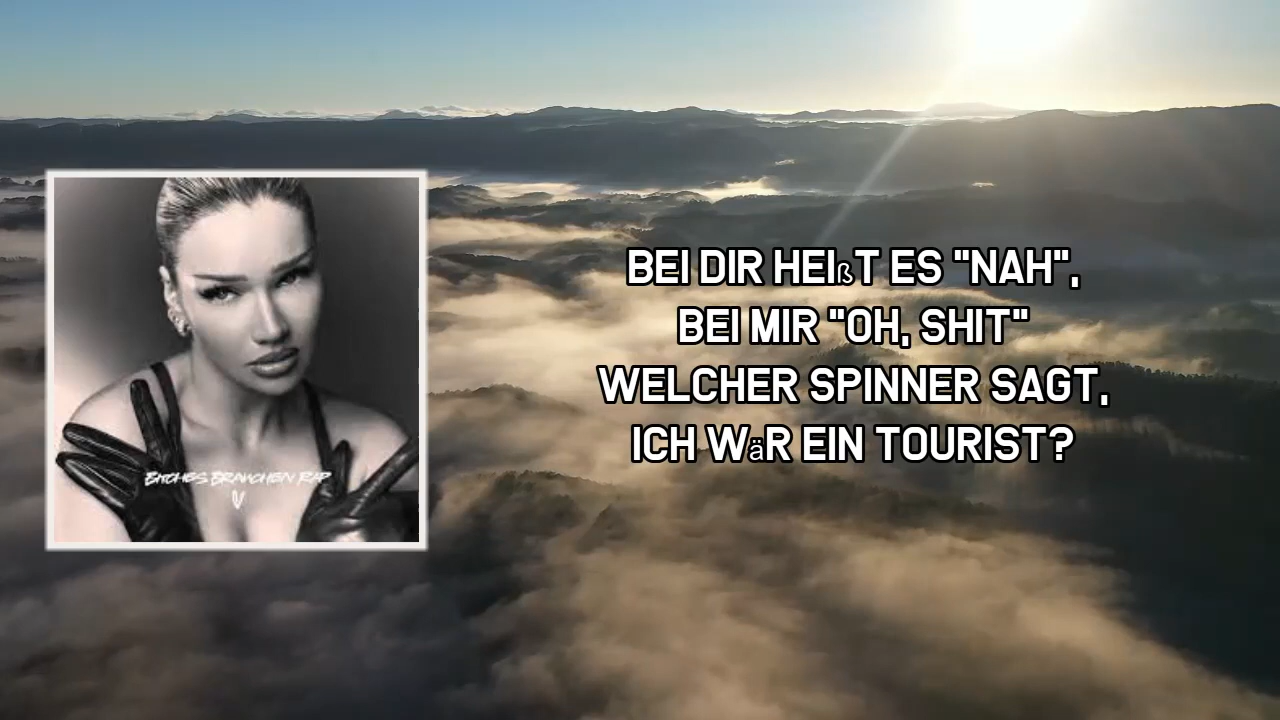 BITCHES BRAUCHEN RAP
BEI DIR HEIßT ES "NAH",
BEI MIR "OH, SHIT"
WELCHER SPINNER SAGT,
ICH WäR EIN TOURIST?